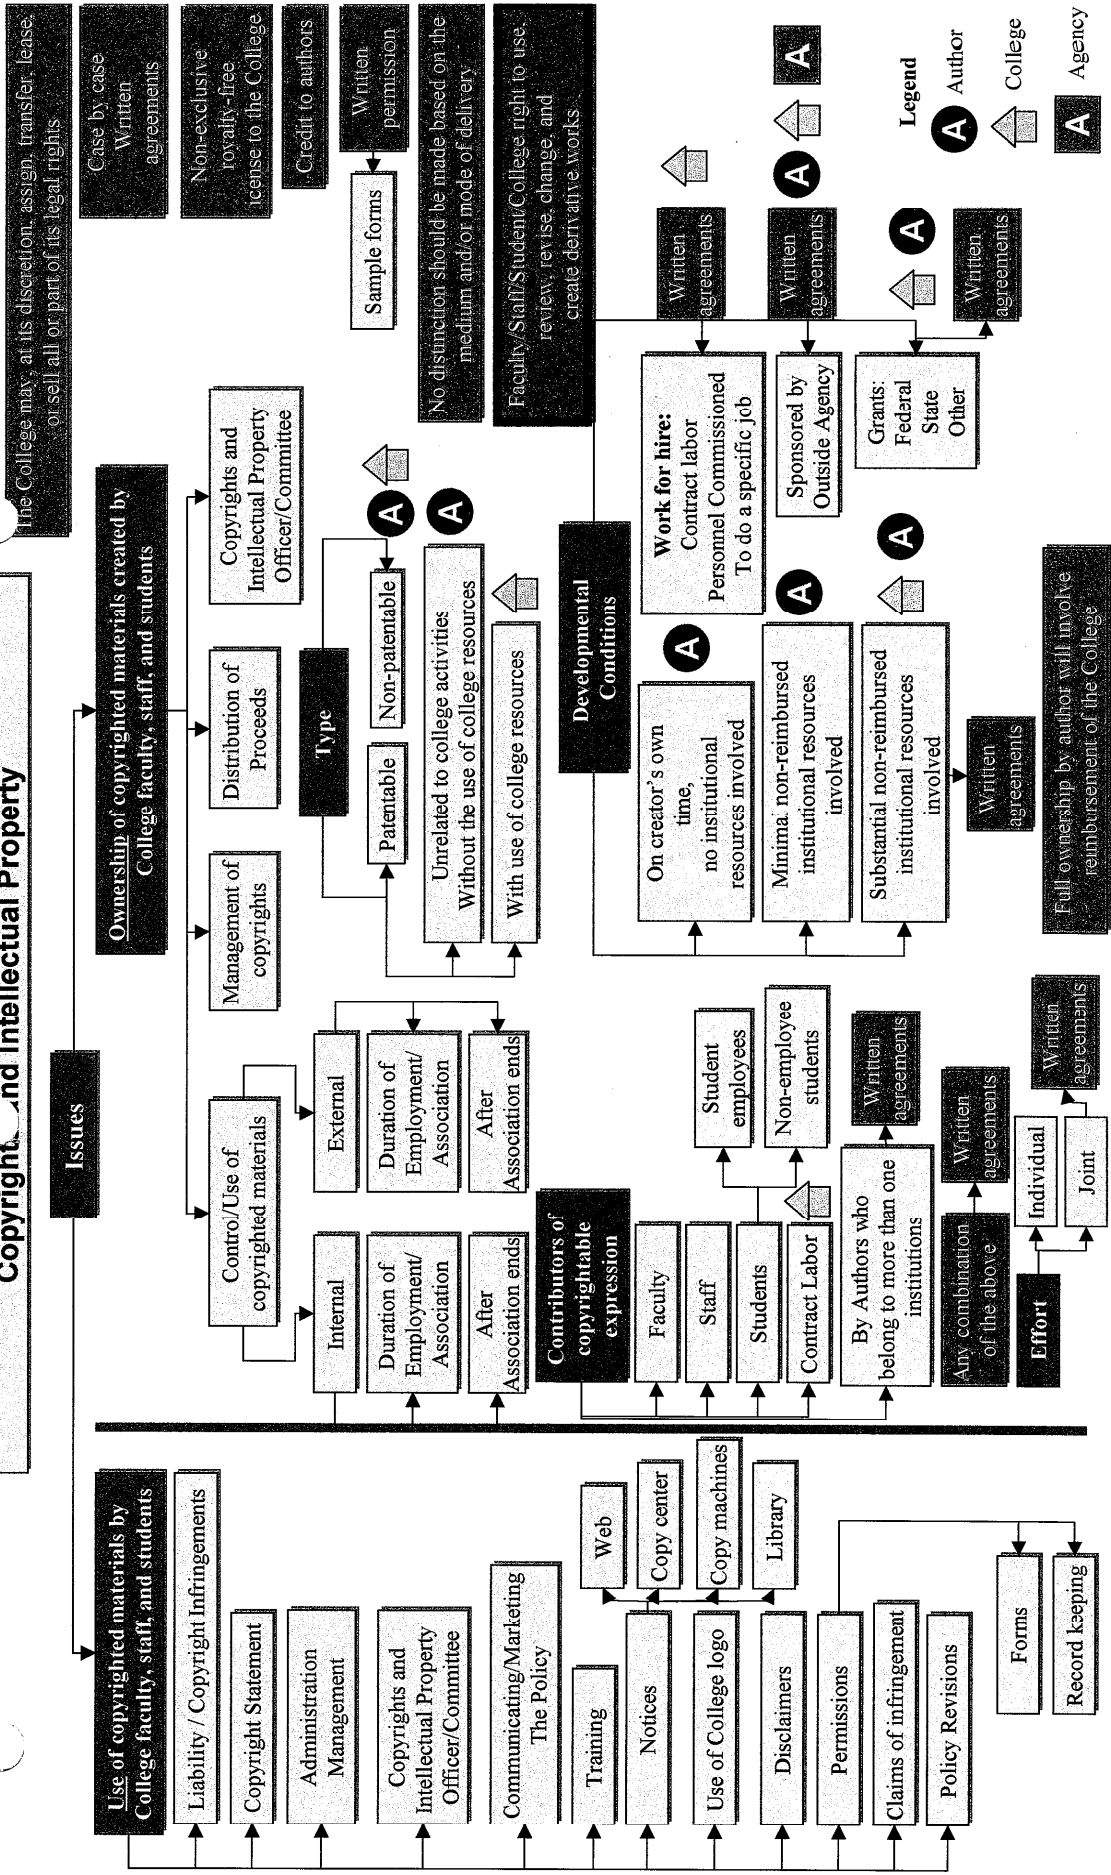 Copyright nd Intellectual Property
Issues
Use of copyrighted materials by
College faculty, staff, and students
Liability / Copyright Infringements
Copyright Statement
Administration
Management
Copyrights and
Intellectual Property
Officer/Committee
Communicating/Marketing
The Policy
Training
Notices
Web
Copy center
Copy machines
Library
Use of College logo
Disclaimers
Permissions
Claims of infringement
Policy Revisions
Forms
Record keeping
Ownership of copyrighted materials created by
College faculty, staff, and students
Control/Use of
copyrighted materials
Management of
copyrights
Distribution of
Proceeds
Copyrights and
Intellectual Property
Officer/Committee
Internal
Duration of
Employment/
Association
After
Association ends
External
Duration of
Employment/
Association
After
Association ends
Type
Patentable
Non-patentable
A
Unrelated to college activities
Without the use of college resources
A
With use of college resources
Contributors of
copyrightable
expression
Faculty
Staff
Students
Student
employees
Non-employee
students
Contract Labor
By Authors who
belong to more than one
institutions
Written
agreements
Any combination
of the above
Written
agreements
Effort
Individual
Joint
Written
agreements
Developmental
Conditions
On creator's own
time,
no institutional
resources involved
A
Minima. non-reimbursed
institutional resources
involved
A
Substantial non-reimbursed
institutional resources
involved
A
Written
agreements
Full ownership by author will involve
reimbursement of the College
Work for hire:
Contract labor
Personnel Commissioned
To do a specific job
Written
agreements
Sponsored by
Outside Agency
Written
agreements
A
A
Grants:
Federal
State
Other
A
Written
agreements
The College may, at its discretion, assign, transfer, lease,
or sell all or part of its legal rights
Case by case
Written
agreements
Non-exclusive
royalty-free
icense to the College
Credit to authors
Written
permission
Sample forms
No distinction should be made based on the
medium and/or mode of delivery
Faculty/Staff/Student/College right to use,
review, revise, change, and
create derivative works
Legend
A Author
College
A Agency